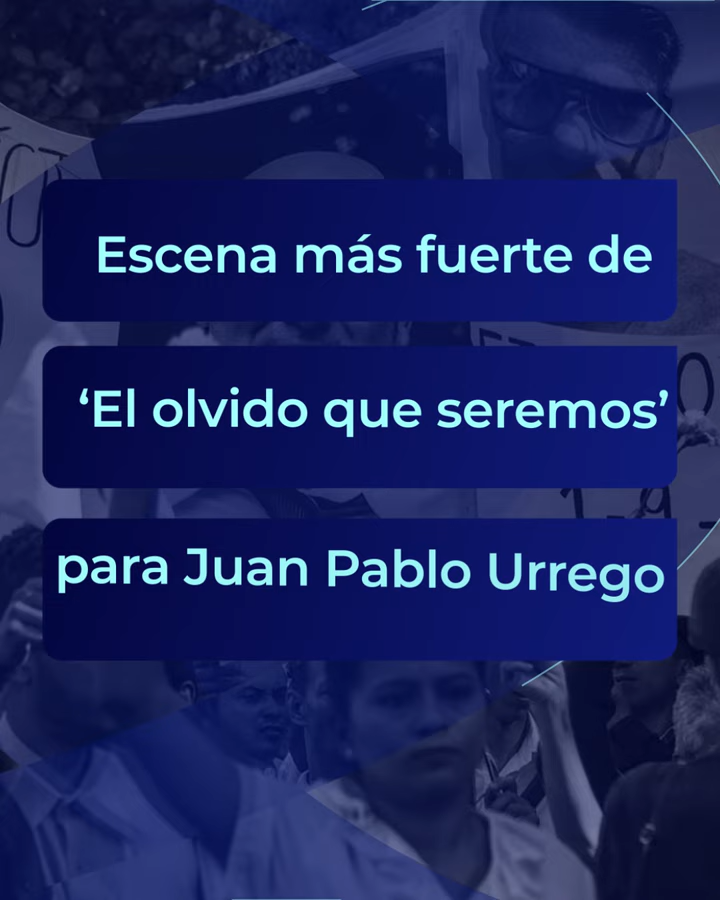 Escena más fuerte de
‘El olvido que seremos’
para Juan Pablo Urrego